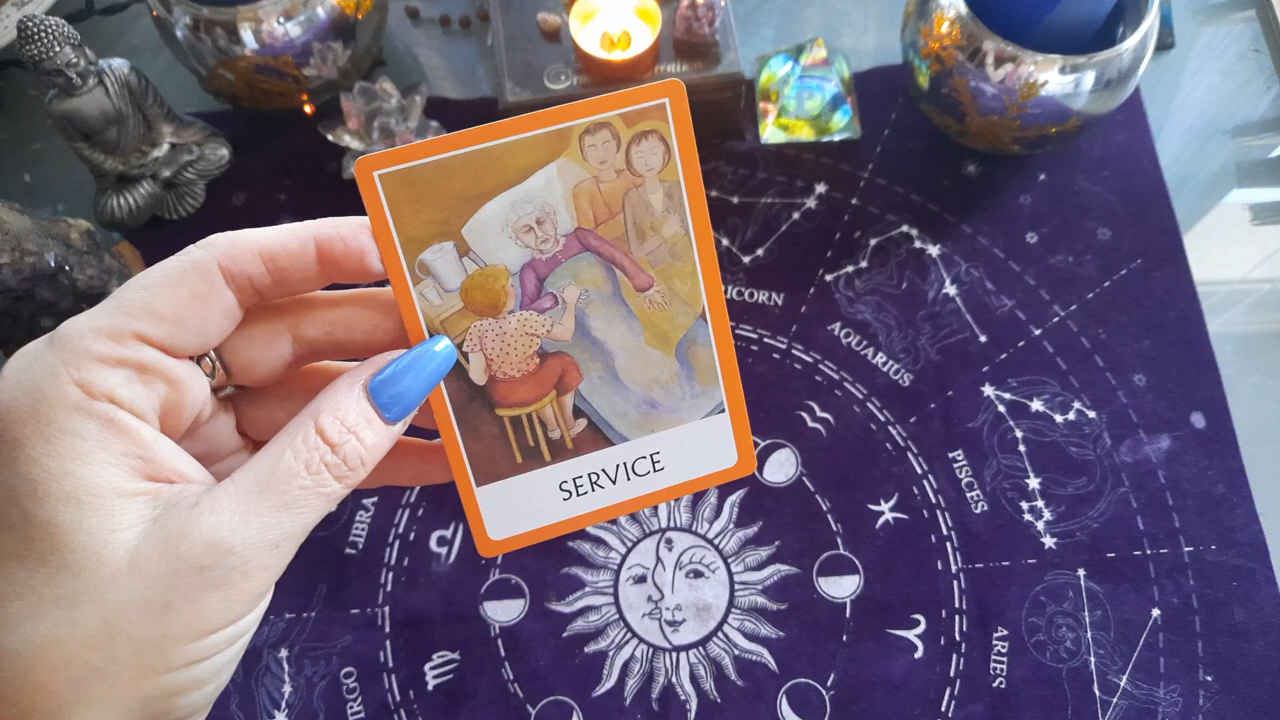 SERVICE
RICORN
AQUARIUS
PISCES
ARIES
LIBRA
IRGO